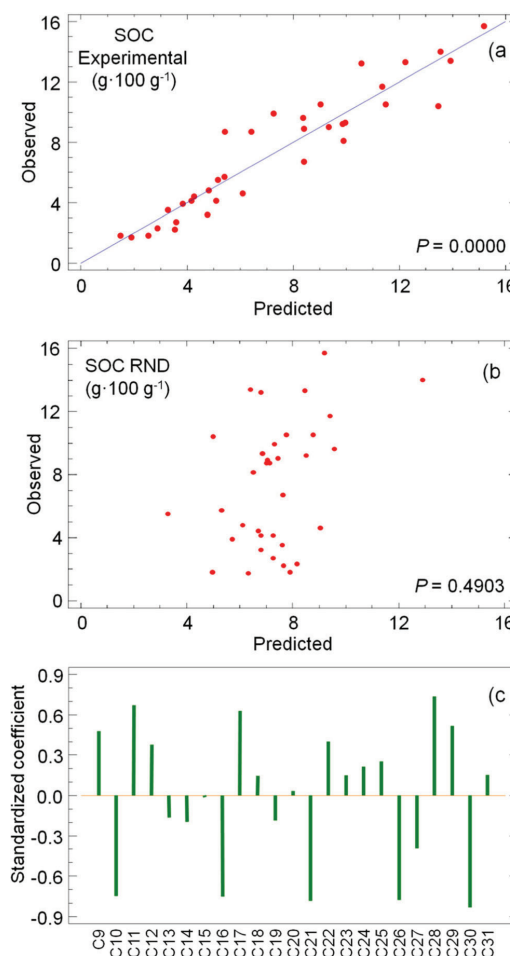 16
12
8
4
0
Observed
SOC
Experimental
(g·100 g⁻¹)
(a
P = 0.0000
0 4 8 12 16
Predicted
16
12
8
4
0
Observed
SOC RND
(g·100 g⁻¹)
(b
P = 0.4903
0 4 8 12 16
Predicted
0.9
0.6
0.3
0.0
-0.3
-0.6
-0.9
Standardized coefficient
(c
C9
C10
C11
C12
C13
C14
C15
C16
C17
C18
C19
C20
C21
C22
C23
C24
C25
C26
C27
C28
C29
C30
C31